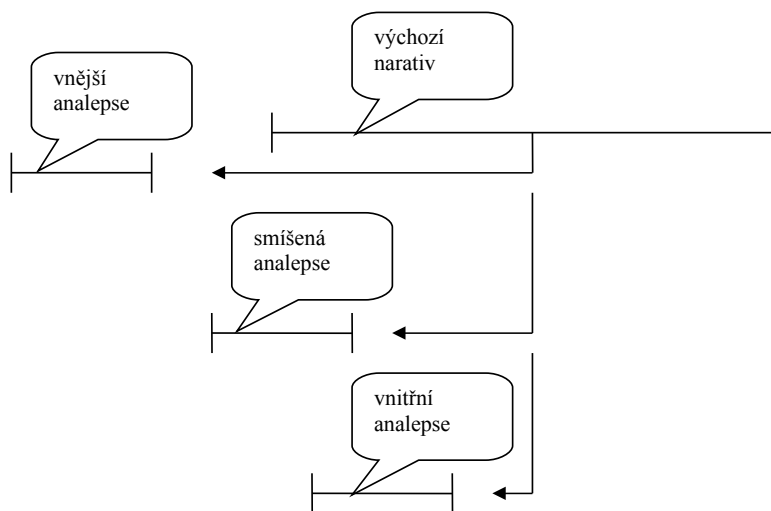 výchozí
narativ
vnější
analepse
smíšená
analepse
vnitřní
analepse